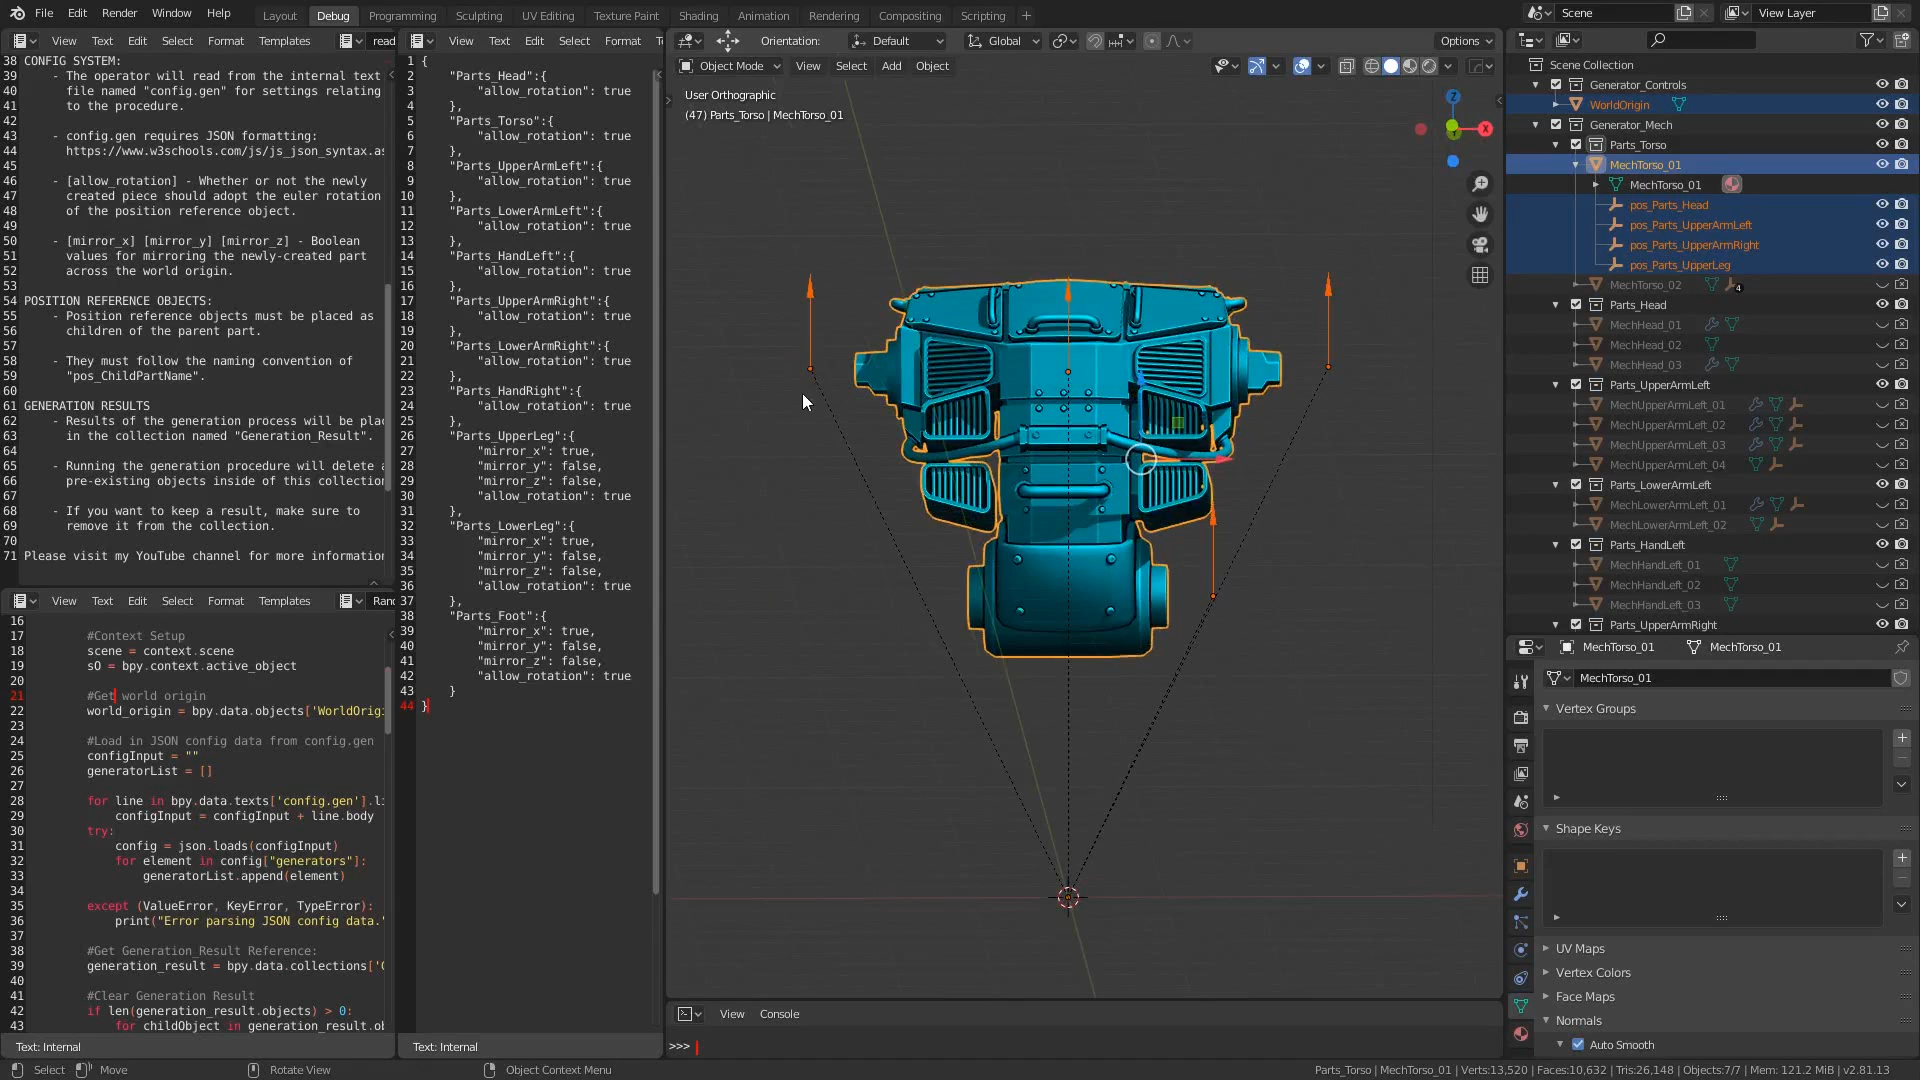 File Edit Render Window Help
Layout Debug Programming Sculpting UV Editing Texture Paint Shading Animation Rendering Compositing Scripting +
Scene
View Layer
View Text Edit Select Format Templates
38 CONFIG SYSTEM:
39 - The operator will read from the internal text
40 file named "config.gen" for settings relating
41 to the procedure.
42
43 - config.gen requires JSON formatting:
44 https://www.w3schools.com/js/js_json_syntax.as
45
46 - [allow_rotation] - Whether or not the newly
47 created piece should adopt the euler rotation
48 of the position reference object.
49
50 - [mirror_x] [mirror_y] [mirror_z] - Boolean
51 values for mirroring the newly-created part
52 across the world origin.
53
54 POSITION REFERENCE OBJECTS:
55 - Position reference objects must be placed as
56 children of the parent part.
57
58 - They must follow the naming convention of
59 "pos_ChildPartName".
60
61 GENERATION RESULTS
62 - Results of the generation process will be plac
63 in the collection named "Generation_Result".
64
65 - Running the generation procedure will delete a
66 pre-existing objects inside of this collection
67
68 - If you want to keep a result, make sure to
69 remove it from the collection.
70
71 Please visit my YouTube channel for more information
View Text Edit Select Format Templates Ran
16
17 #Context Setup
18 scene = context.scene
19 sO = bpy.context.active_object
20
21 #Get world origin
22 world_origin = bpy.data.objects['WorldOrigi
23
24 #Load in JSON config data from config.gen
25 configInput = ""
26 generatorList = []
27
28 for line in bpy.data.texts['config.gen'].li
29 configInput = configInput + line.body
30 try:
31 config = json.loads(configInput)
32 for element in config["generators"]:
33 generatorList.append(element)
34
35 except (ValueError, KeyError, TypeError):
36 print("Error parsing JSON config data."
37
38 #Get Generation_Result Reference:
39 generation_result = bpy.data.collections['G
40
41 #Clear Generation Result
42 if len(generation_result.objects) > 0:
43 for childObject in generation_result.ob
Text: Internal
read
View Text Edit Select Format
1 {
2 "Parts_Head":{
3 "allow_rotation": true
4 },
5 "Parts_Torso":{
6 "allow_rotation": true
7 },
8 "Parts_UpperArmLeft":{
9 "allow_rotation": true
10 },
11 "Parts_LowerArmLeft":{
12 "allow_rotation": true
13 },
14 "Parts_HandLeft":{
15 "allow_rotation": true
16 },
17 "Parts_UpperArmRight":{
18 "allow_rotation": true
19 },
20 "Parts_LowerArmRight":{
21 "allow_rotation": true
22 },
23 "Parts_HandRight":{
24 "allow_rotation": true
25 },
26 "Parts_UpperLeg":{
27 "mirror_x": true,
28 "mirror_y": false,
29 "mirror_z": false,
30 "allow_rotation": true
31 },
32 "Parts_LowerLeg":{
33 "mirror_x": true,
34 "mirror_y": false,
35 "mirror_z": false,
36 "allow_rotation": true
37 },
38 "Parts_Foot":{
39 "mirror_x": true,
40 "mirror_y": false,
41 "mirror_z": false,
42 "allow_rotation": true
43 }
44 }
Text: Internal
Orientation: Default Global Options
Object Mode View Select Add Object
User Orthographic
(47) Parts_Torso | MechTorso_01
Z
X
View Console
>>>
Scene Collection
Generator_Controls
WorldOrigin
Generator_Mech
Parts_Torso
MechTorso_01
MechTorso_01
pos_Parts_Head
pos_Parts_UpperArmLeft
pos_Parts_UpperArmRight
pos_Parts_UpperLeg
MechTorso_02 4
Parts_Head
MechHead_01
MechHead_02
MechHead_03
Parts_UpperArmLeft
MechUpperArmLeft_01
MechUpperArmLeft_02
MechUpperArmLeft_03
MechUpperArmLeft_04
Parts_LowerArmLeft
MechLowerArmLeft_01
MechLowerArmLeft_02
Parts_HandLeft
MechHandLeft_01
MechHandLeft_02
MechHandLeft_03
Parts_UpperArmRight
MechTorso_01 MechTorso_01
MechTorso_01
Vertex Groups
Shape Keys
UV Maps
Vertex Colors
Face Maps
Normals
Auto Smooth
Select Move Rotate View Object Context Menu
Parts_Torso | MechTorso_01 | Verts:13,520 | Faces:10,632 | Tris:26,148 | Objects:7/7 | Mem: 121.2 MiB | v2.81.13